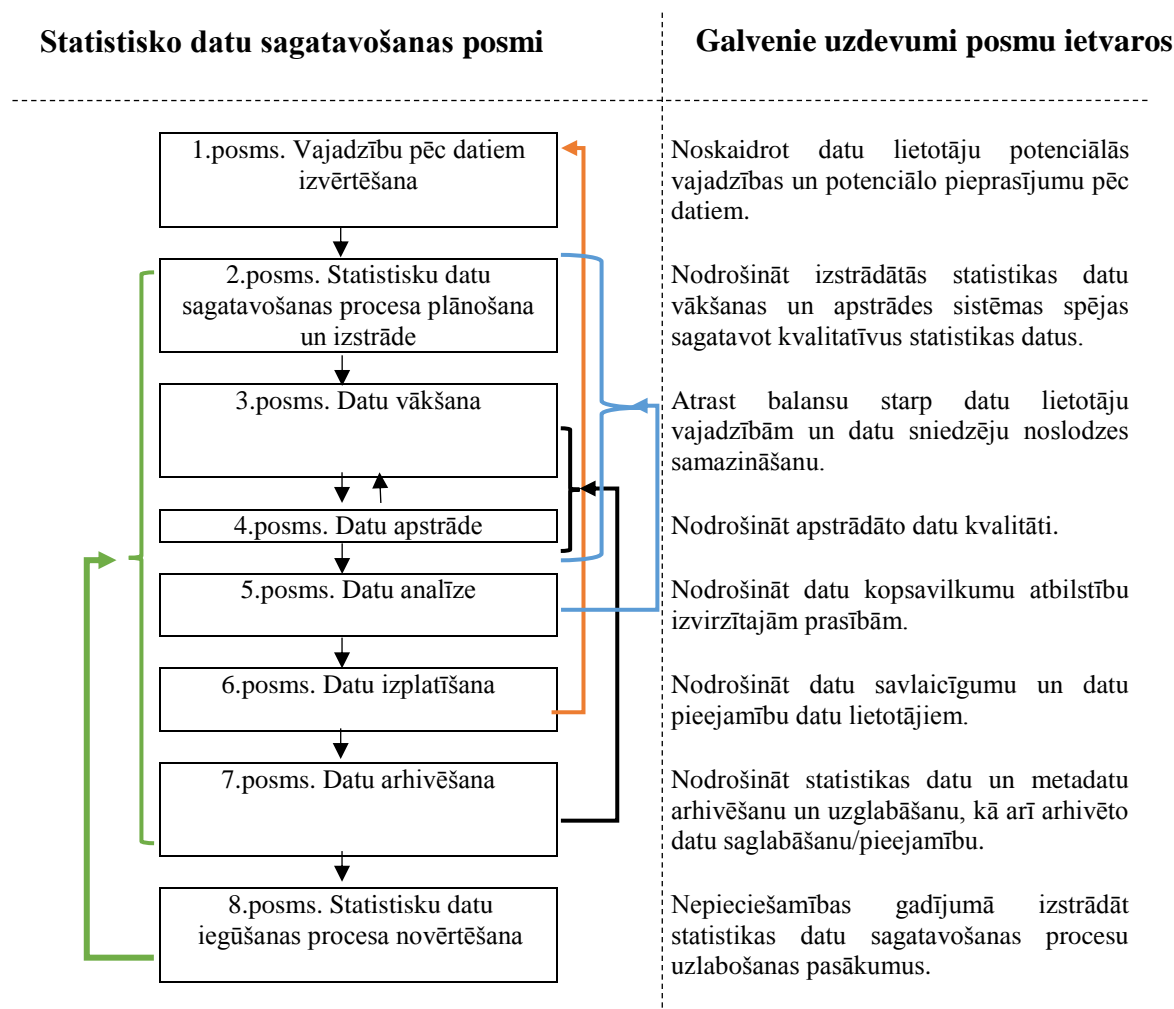 Statistisko datu sagatavošanas posmi
Galvenie uzdevumi posmu ietvaros
1.posms. Vajadzību pēc datiem
izvērtēšana
Noskaidrot datu lietotāju potenciālās
vajadzības un potenciālo pieprasījumu pēc
datiem.
2.posms. Statistisku datu
sagatavošanas procesa plānošana
un izstrāde
Nodrošināt izstrādātās statistikas datu
vākšanas un apstrādes sistēmas spējas
sagatavot kvalitatīvus statistikas datus.
3.posms. Datu vākšana
Atrast balansu starp datu lietotāju
vajadzībām un datu sniedzēju noslodzes
samazināšanu.
4.posms. Datu apstrāde
Nodrošināt apstrādāto datu kvalitāti.
5.posms. Datu analīze
Nodrošināt datu kopsavilkumu atbilstību
izvirzītajām prasībām.
6.posms. Datu izplatīšana
Nodrošināt datu savlaicīgumu un datu
pieejamību datu lietotājiem.
7.posms. Datu arhivēšana
Nodrošināt statistikas datu un metadatu
arhivēšanu un uzglabāšanu, kā arī arhivēto
datu saglabāšanu/pieejamību.
8.posms. Statistisku datu
iegūšanas procesa novērtēšana
Nepieciešamības gadījumā izstrādāt
statistikas datu sagatavošanas procesu
uzlabošanas pasākumus.